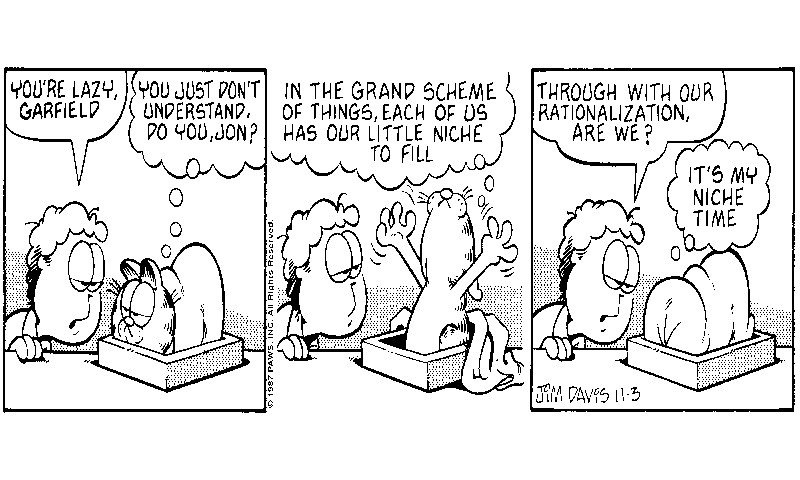 YOU'RE LAZY,
GARFIELD
YOU JUST DON'T
UNDERSTAND,
DO YOU, JON?
© 1987 PAWS, INC. All Rights Reserved.
IN THE GRAND SCHEME
OF THINGS, EACH OF US
HAS OUR LITTLE NICHE
TO FILL
THROUGH WITH OUR
RATIONALIZATION,
ARE WE?
IT'S MY
NICHE
TIME
JIM DAVIS 11-3